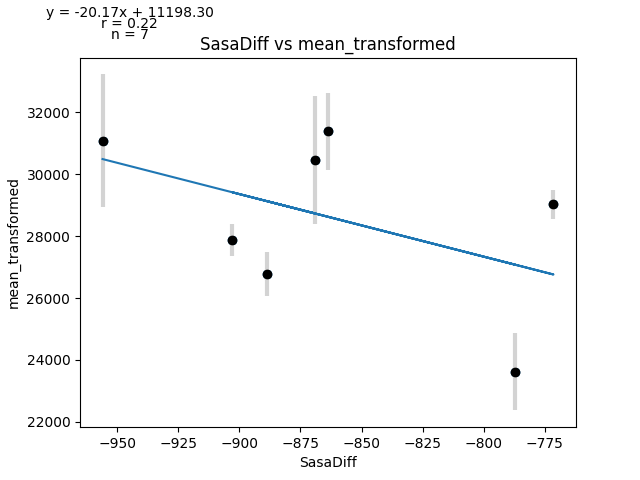 y = -20.17x + 11198.30
r = 0.22
n = 7
SasaDiff vs mean_transformed
mean_transformed
32000
30000
28000
26000
24000
22000
−950 −925 −900 −875 −850 −825 −800 −775
SasaDiff